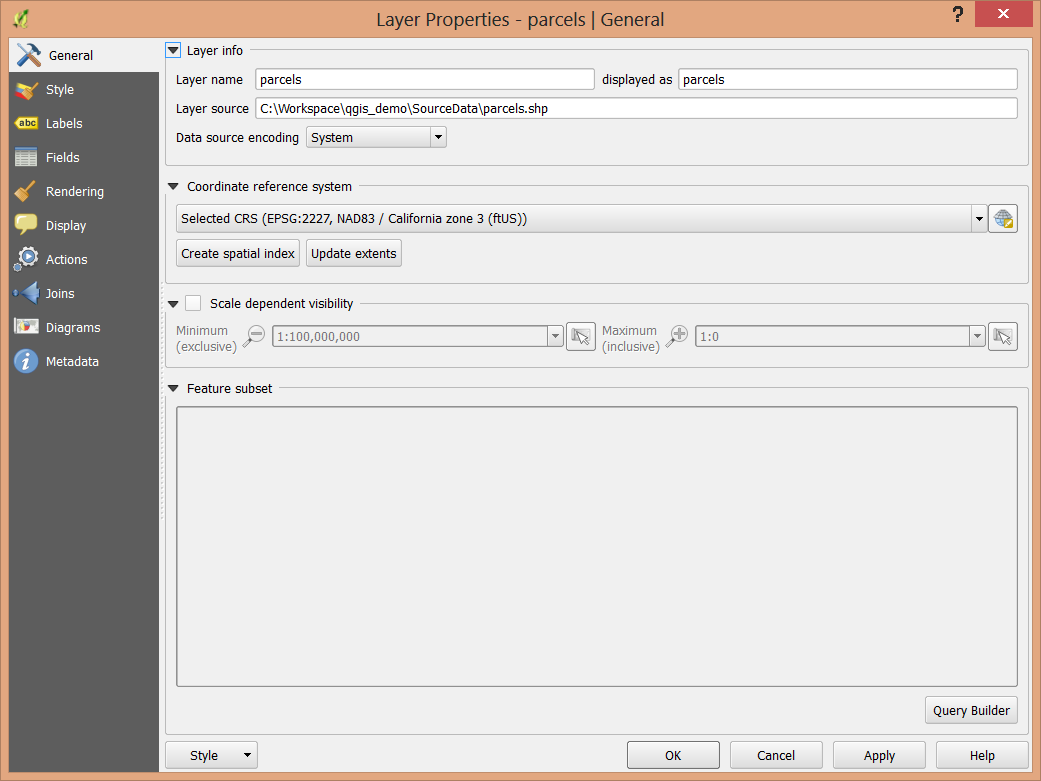 Layer Properties - parcels | General
?
General
Style
abc Labels
Fields
Rendering
Display
Actions
Joins
Diagrams
i Metadata
Layer info
Layer name parcels displayed as parcels
Layer source C:\Workspace\qgis_demo\SourceData\parcels.shp
Data source encoding System
Coordinate reference system
Selected CRS (EPSG:2227, NAD83 / California zone 3 (ftUS))
Create spatial index Update extents
Scale dependent visibility
Minimum
(exclusive)
1:100,000,000
Maximum
(inclusive)
1:0
Feature subset
Query Builder
Style OK Cancel Apply Help